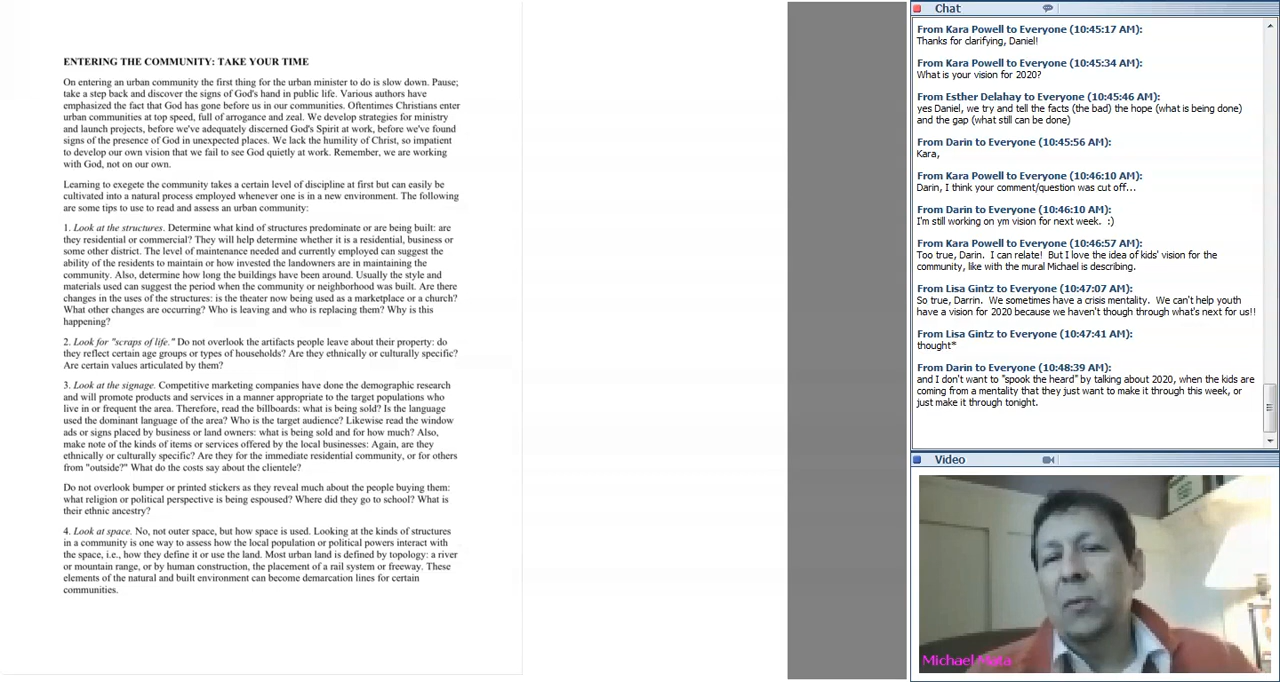 ENTERING THE COMMUNITY: TAKE YOUR TIME
On entering an urban community the first thing for the urban minister to do is slow down. Pause;
take a step back and discover the signs of God's hand in public life. Various authors have
emphasized the fact that God has gone before us in our communities. Oftentimes Christians enter
urban communities at top speed, full of arrogance and zeal. We develop strategies for ministry
and launch projects, before we've adequately discerned God's Spirit at work, before we've found
signs of the presence of God in unexpected places. We lack the humility of Christ, so impatient
to develop our own vision that we fail to see God quietly at work. Remember, we are working
with God, not on our own.
Learning to exegete the community takes a certain level of discipline at first but can easily be
cultivated into a natural process employed whenever one is in a new environment. The following
are some tips to use to read and assess an urban community:
1. Look at the structures. Determine what kind of structures predominate or are being built: are
they residential or commercial? They will help determine whether it is a residential, business or
some other district. The level of maintenance needed and currently employed can suggest the
ability of the residents to maintain or how invested the landowners are in maintaining the
community. Also, determine how long the buildings have been around. Usually the style and
materials used can suggest the period when the community or neighborhood was built. Are there
changes in the uses of the structures: is the theater now being used as a marketplace or a church?
What other changes are occurring? Who is leaving and who is replacing them? Why is this
happening?
2. Look for "scraps of life." Do not overlook the artifacts people leave about their property: do
they reflect certain age groups or types of households? Are they ethnically or culturally specific?
Are certain values articulated by them?
3. Look at the signage. Competitive marketing companies have done the demographic research
and will promote products and services in a manner appropriate to the target populations who
live in or frequent the area. Therefore, read the billboards: what is being sold? Is the language
used the dominant language of the area? Who is the target audience? Likewise read the window
ads or signs placed by business or land owners: what is being sold and for how much? Also,
make note of the kinds of items or services offered by the local businesses: Again, are they
ethnically or culturally specific? Are they for the immediate residential community, or for others
from "outside?" What do the costs say about the clientele?
Do not overlook bumper or printed stickers as they reveal much about the people buying them:
what religion or political perspective is being espoused? Where did they go to school? What is
their ethnic ancestry?
4. Look at space. No, not outer space, but how space is used. Looking at the kinds of structures
in a community is one way to assess how the local population or political powers interact with
the space, i.e., how they define it or use the land. Most urban land is defined by topology: a river
or mountain range, or by human construction, the placement of a rail system or freeway. These
elements of the natural and built environment can become demarcation lines for certain
communities.
Chat
From Kara Powell to Everyone (10:45:17 AM):
Thanks for clarifying, Daniel!
From Kara Powell to Everyone (10:45:34 AM):
What is your vision for 2020?
From Esther Delahay to Everyone (10:45:46 AM):
yes Daniel, we try and tell the facts (the bad) the hope (what is being done)
and the gap (what still can be done)
From Darin to Everyone (10:45:56 AM):
Kara,
From Kara Powell to Everyone (10:46:10 AM):
Darin, I think your comment/question was cut off...
From Darin to Everyone (10:46:10 AM):
I'm still working on ym vision for next week.  :)
From Kara Powell to Everyone (10:46:57 AM):
Too true, Darin.  I can relate!  But I love the idea of kids' vision for the
community, like with the mural Michael is describing.
From Lisa Gintz to Everyone (10:47:07 AM):
So true, Darrin.  We sometimes have a crisis mentality.  We can't help youth
have a vision for 2020 because we haven't though through what's next for us!!
From Lisa Gintz to Everyone (10:47:41 AM):
thought*
From Darin to Everyone (10:48:39 AM):
and I don't want to "spook the heard" by talking about 2020, when the kids are
coming from a mentality that they just want to make it through this week, or
just make it through tonight.
Video
Michael Mata